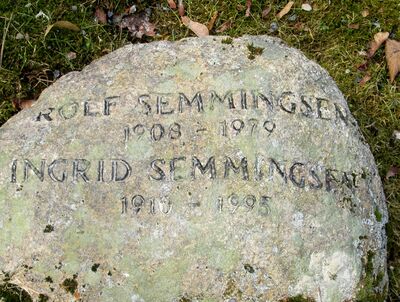 ROLF SEMMINGSEN
1908 - 1979
INGRID SEMMINGSEN
1910 - 1995